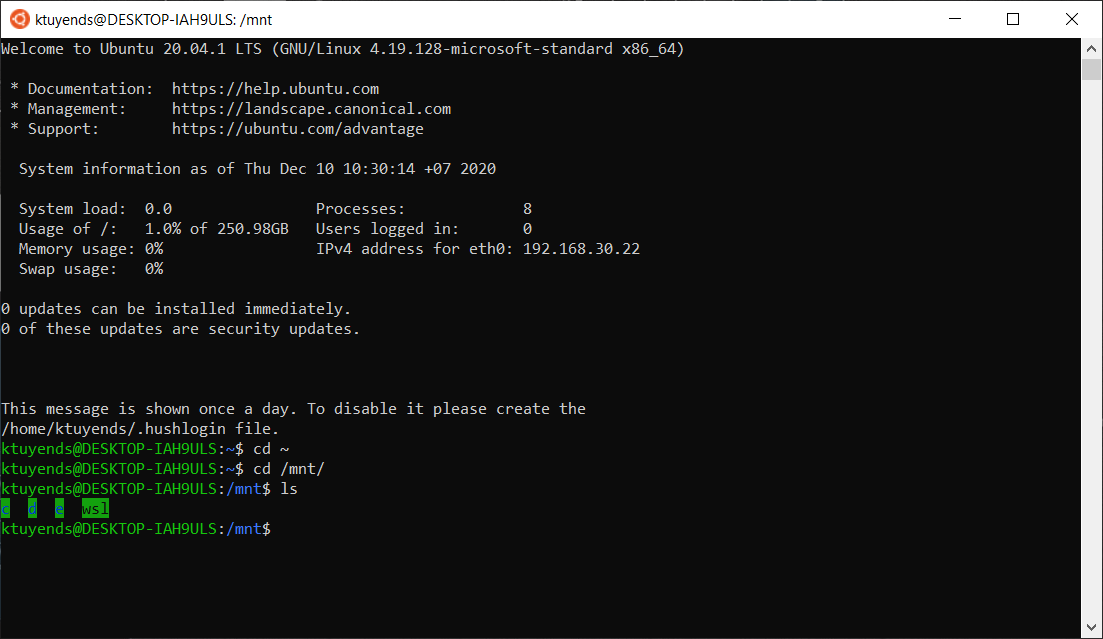 ktuyends@DESKTOP-IAH9ULS: /mnt
Welcome to Ubuntu 20.04.1 LTS (GNU/Linux 4.19.128-microsoft-standard x86_64)
* Documentation:  https://help.ubuntu.com
* Management:     https://landscape.canonical.com
* Support:        https://ubuntu.com/advantage
System information as of Thu Dec 10 10:30:14 +07 2020
System load:  0.0                Processes:             8
Usage of /:   1.0% of 250.98GB   Users logged in:       0
Memory usage: 0%                 IPv4 address for eth0: 192.168.30.22
Swap usage:   0%
0 updates can be installed immediately.
0 of these updates are security updates.
This message is shown once a day. To disable it please create the
/home/ktuyends/.hushlogin file.
ktuyends@DESKTOP-IAH9ULS:~$ cd ~
ktuyends@DESKTOP-IAH9ULS:~$ cd /mnt/
ktuyends@DESKTOP-IAH9ULS:/mnt$ ls
c  d  e  wsl
ktuyends@DESKTOP-IAH9ULS:/mnt$